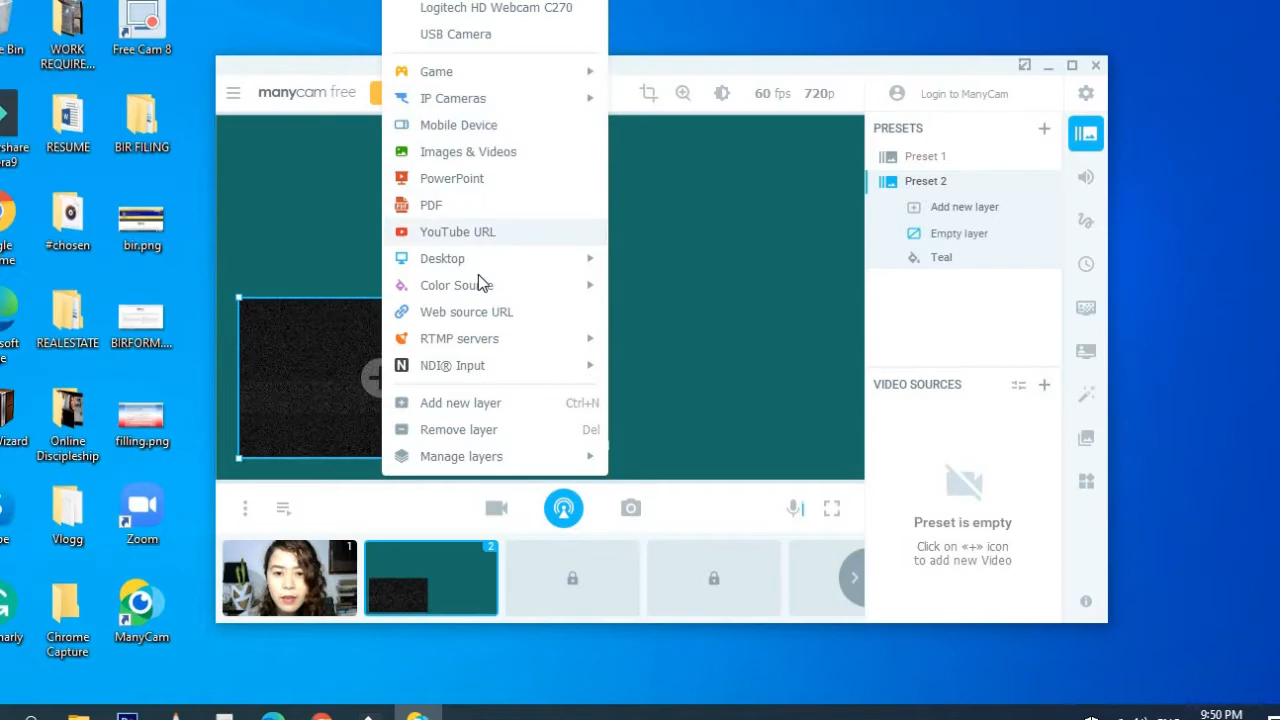 Bin
WORK
REQUIRE...
Free Cam 8
RESUME
BIR FILING
#chosen
bir.png
REALESTATE
BIRFORM....
Online
Discipleship
filling.png
Vlogg
Zoom
Chrome
Capture
ManyCam
manycam free
Logitech HD Webcam C270
USB Camera
Game
IP Cameras
Mobile Device
Images & Videos
PowerPoint
PDF
YouTube URL
Desktop
Color Source
Web source URL
RTMP servers
NDI® Input
Add new layer Ctrl+N
Remove layer Del
Manage layers
60 fps 720p
Login to ManyCam
PRESETS
Preset 1
Preset 2
Add new layer
Empty layer
Teal
VIDEO SOURCES
Preset is empty
Click on «+» icon
to add new Video
1
2
9:50 PM